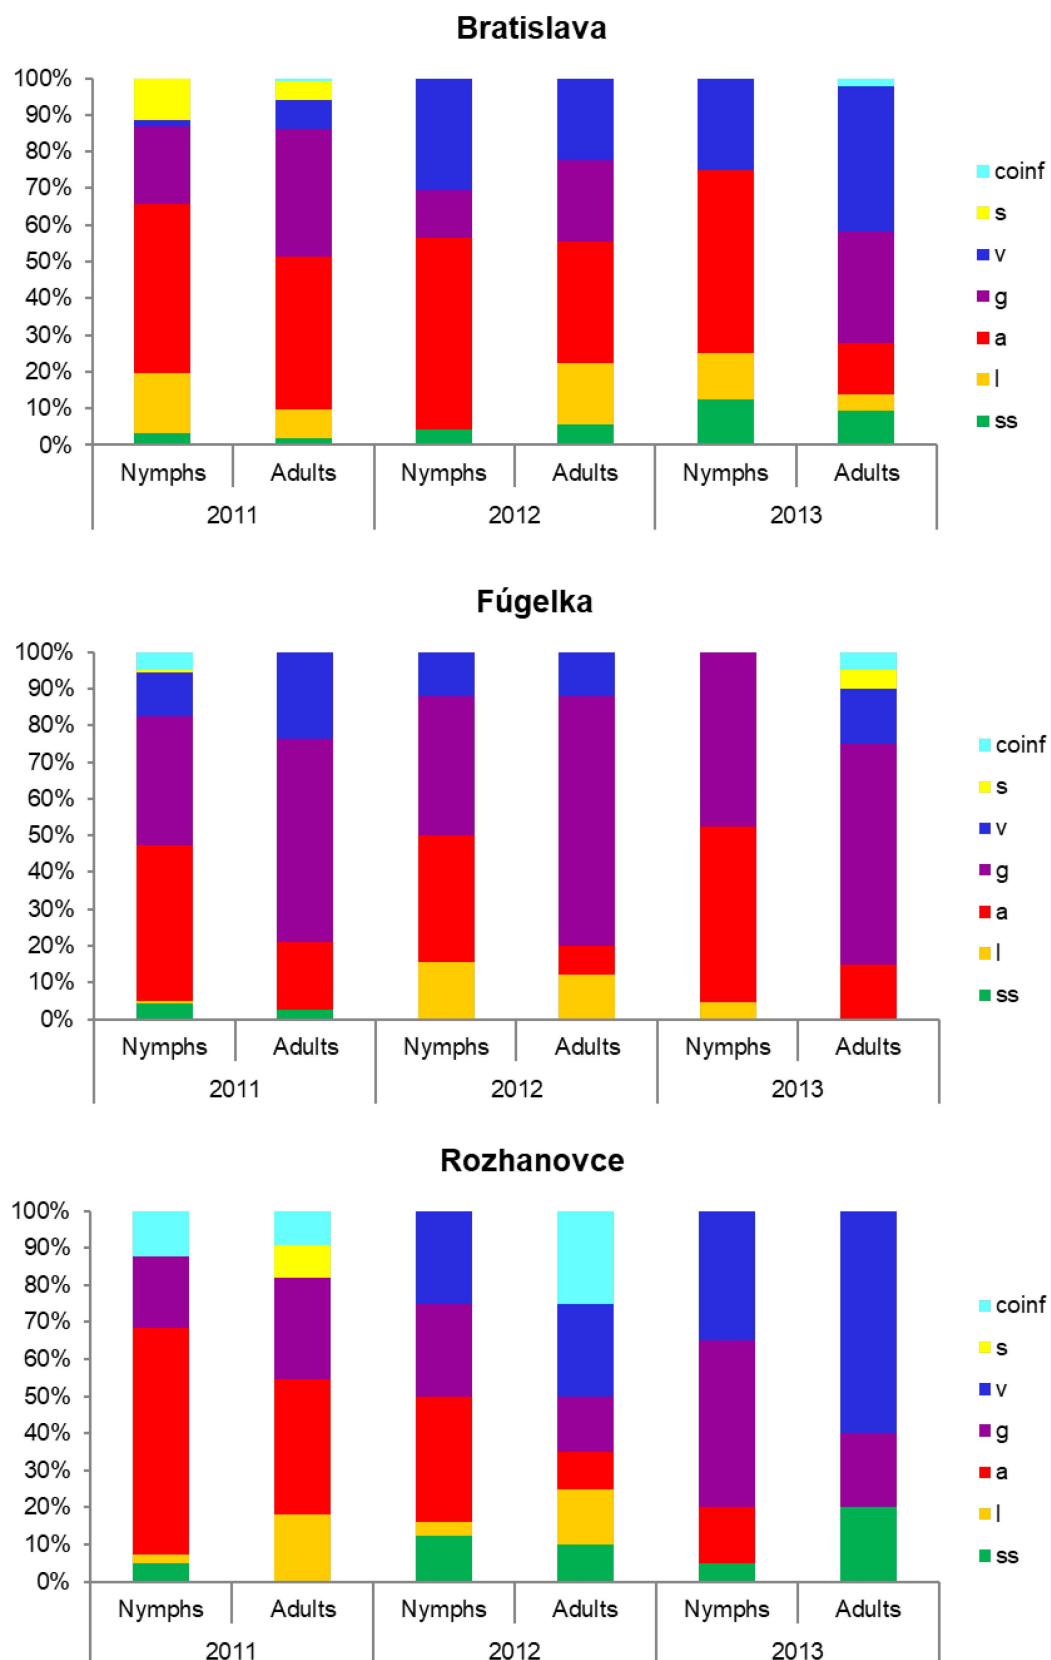 Bratislava
100%
90%
80%
70%
60%
50%
40%
30%
20%
10%
0%
Nymphs Adults Nymphs Adults Nymphs Adults
2011 2012 2013
coinf
s
v
g
a
l
ss
Fúgelka
100%
90%
80%
70%
60%
50%
40%
30%
20%
10%
0%
Nymphs Adults Nymphs Adults Nymphs Adults
2011 2012 2013
coinf
s
v
g
a
l
ss
Rozhanovce
100%
90%
80%
70%
60%
50%
40%
30%
20%
10%
0%
Nymphs Adults Nymphs Adults Nymphs Adults
2011 2012 2013
coinf
s
v
g
a
l
ss